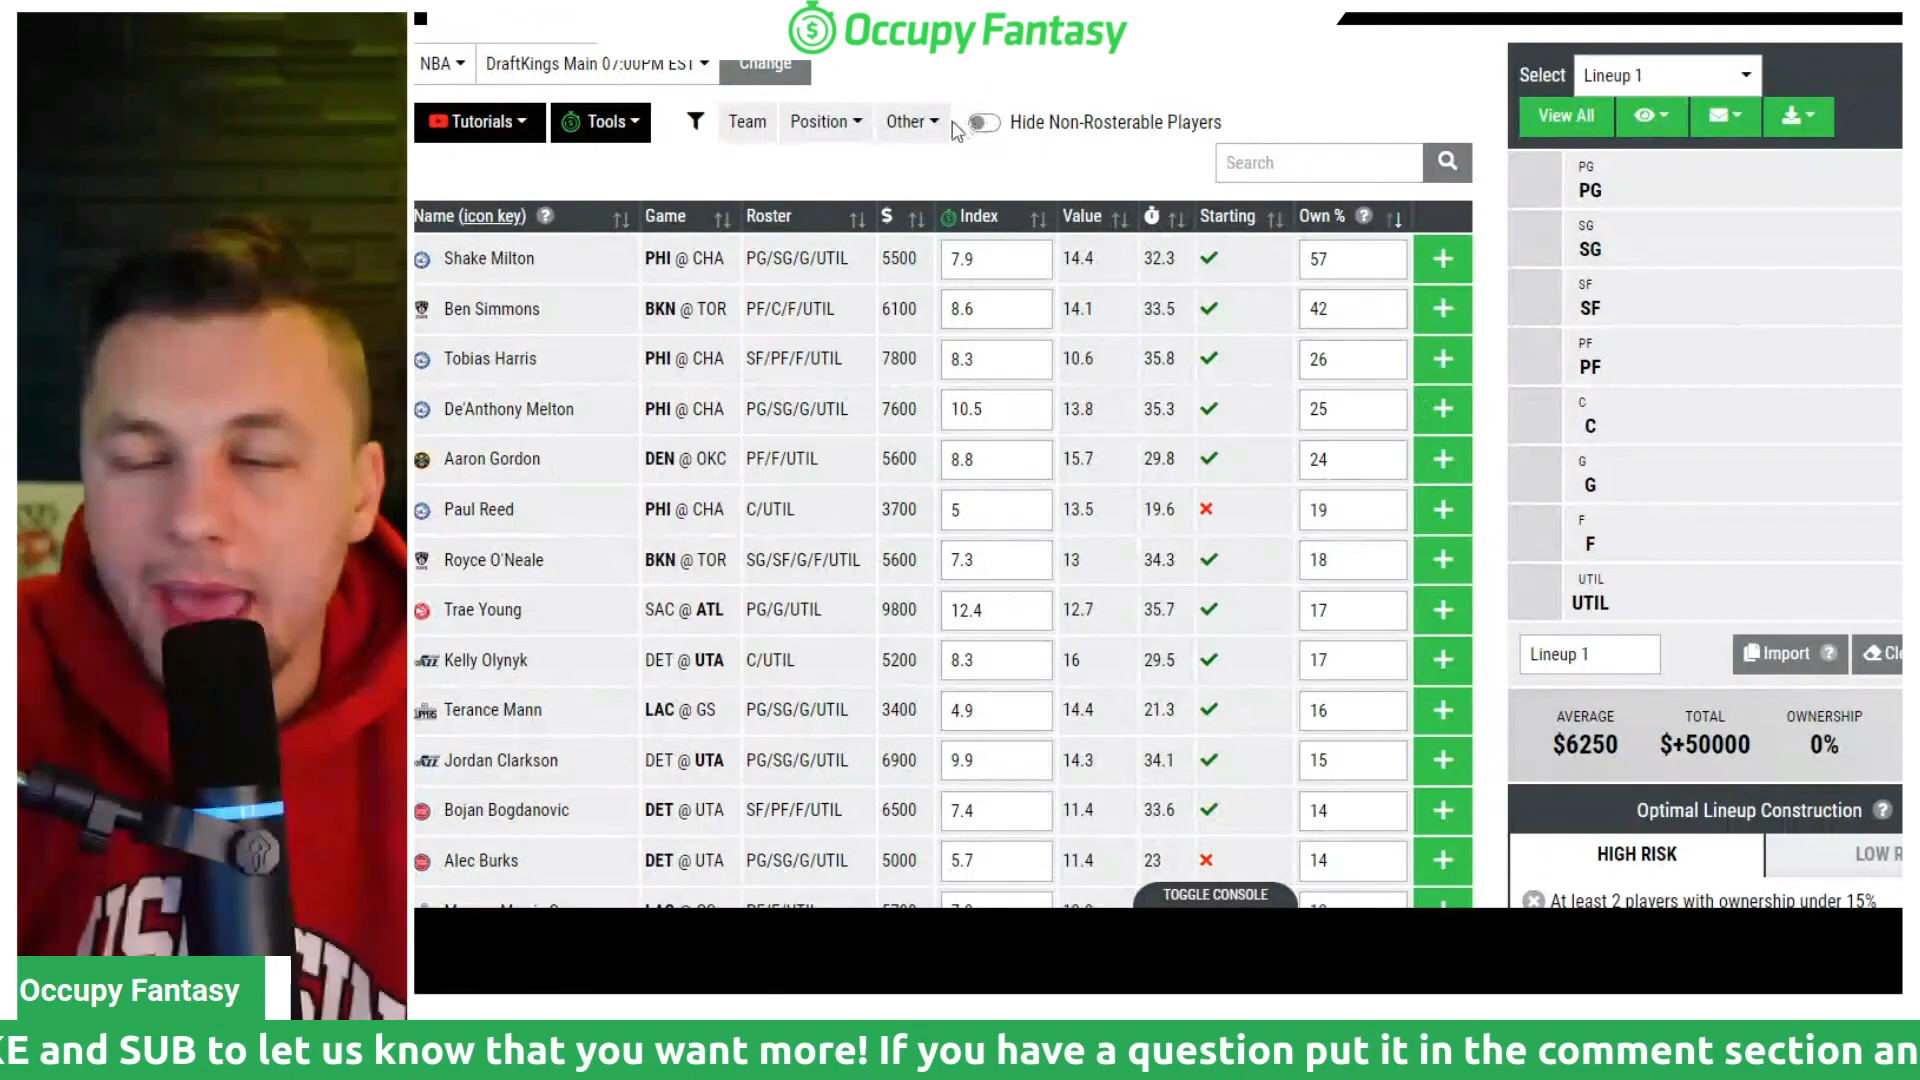 Occupy Fantasy
NBA DraftKings Main 07:00PM EST Change
Tutorials Tools Team Position Other Hide Non-Rosterable Players
Search
Name (icon key) ? Game Roster $ Index Value Starting Own % ?
Shake Milton PHI @ CHA PG/SG/G/UTIL 5500 7.9 14.4 32.3 57 +
Ben Simmons BKN @ TOR PF/C/F/UTIL 6100 8.6 14.1 33.5 42 +
Tobias Harris PHI @ CHA SF/PF/F/UTIL 7800 8.3 10.6 35.8 26 +
De'Anthony Melton PHI @ CHA PG/SG/G/UTIL 7600 10.5 13.8 35.3 25 +
Aaron Gordon DEN @ OKC PF/F/UTIL 5600 8.8 15.7 29.8 24 +
Paul Reed PHI @ CHA C/UTIL 3700 5 13.5 19.6 19 +
Royce O'Neale BKN @ TOR SG/SF/G/F/UTIL 5600 7.3 13 34.3 18 +
Trae Young SAC @ ATL PG/G/UTIL 9800 12.4 12.7 35.7 17 +
Kelly Olynyk DET @ UTA C/UTIL 5200 8.3 16 29.5 17 +
Terance Mann LAC @ GS PG/SG/G/UTIL 3400 4.9 14.4 21.3 16 +
Jordan Clarkson DET @ UTA PG/SG/G/UTIL 6900 9.9 14.3 34.1 15 +
Bojan Bogdanovic DET @ UTA SF/PF/F/UTIL 6500 7.4 11.4 33.6 14 +
Alec Burks DET @ UTA PG/SG/G/UTIL 5000 5.7 11.4 23 14 +
TOGGLE CONSOLE
Select Lineup 1
View All
PG
PG
SG
SG
SF
SF
PF
PF
C
C
G
G
F
F
UTIL
UTIL
Lineup 1 Import ? Cle
AVERAGE TOTAL OWNERSHIP
$6250 $+50000 0%
Optimal Lineup Construction ?
HIGH RISK LOW R
At least 2 players with ownership under 15%
Occupy Fantasy
KE and SUB to let us know that you want more! If you have a question put it in the comment section an